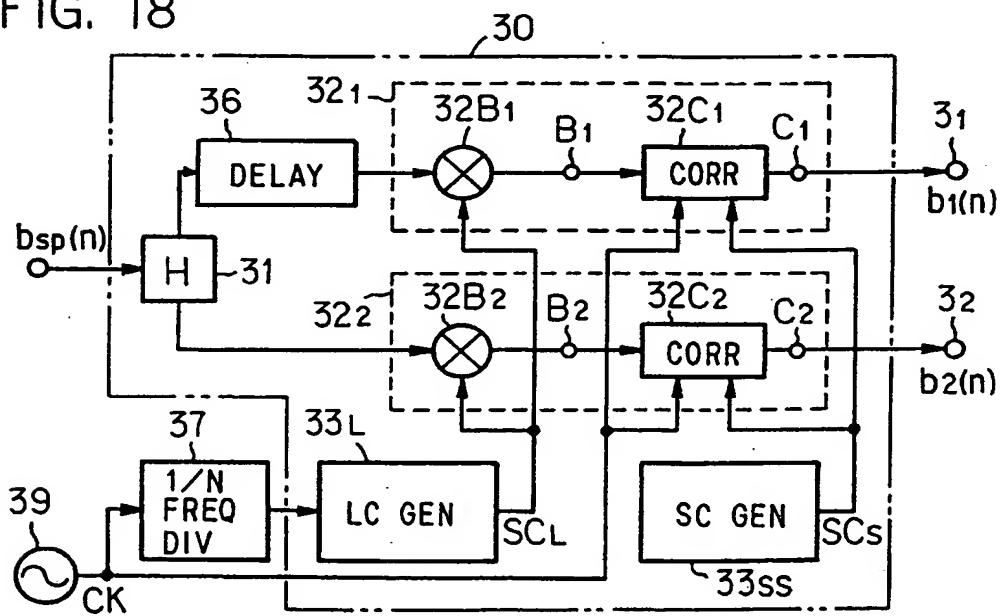 FIG. 18
30
36
321
32B1
B1
32C1
C1
31
DELAY
CORR
b1(n)
bsp(n)
H
31
322
32B2
B2
32C2
C2
32
CORR
b2(n)
37
33L
39
1/N
FREQ
DIV
LC GEN
SCL
SC GEN
SCS
33SS
CK